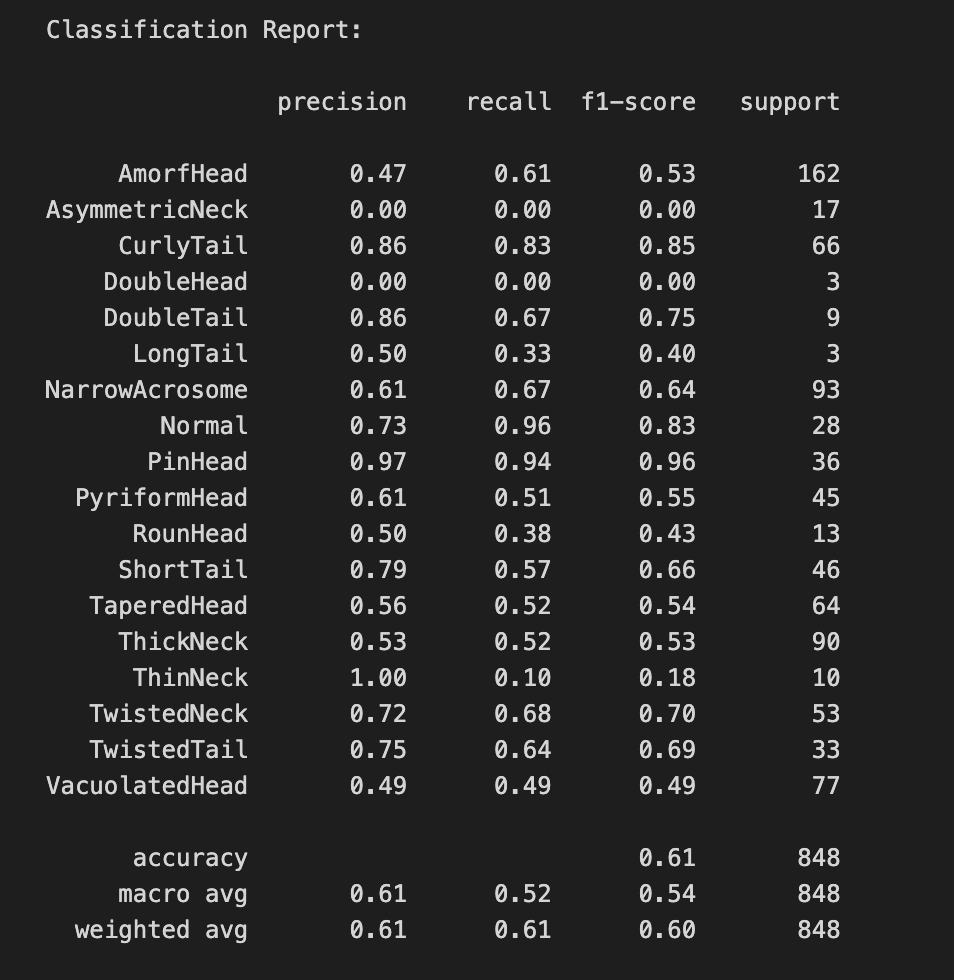 Classification Report:
precision recall f1-score support
AmorfHead 0.47 0.61 0.53 162
AsymmetricNeck 0.00 0.00 0.00 17
CurlyTail 0.86 0.83 0.85 66
DoubleHead 0.00 0.00 0.00 3
DoubleTail 0.86 0.67 0.75 9
LongTail 0.50 0.33 0.40 3
NarrowAcrosome 0.61 0.67 0.64 93
Normal 0.73 0.96 0.83 28
PinHead 0.97 0.94 0.96 36
PyriformHead 0.61 0.51 0.55 45
RounHead 0.50 0.38 0.43 13
ShortTail 0.79 0.57 0.66 46
TaperedHead 0.56 0.52 0.54 64
ThickNeck 0.53 0.52 0.53 90
ThinNeck 1.00 0.10 0.18 10
TwistedNeck 0.72 0.68 0.70 53
TwistedTail 0.75 0.64 0.69 33
VacuolatedHead 0.49 0.49 0.49 77
accuracy 0.61 848
macro avg 0.61 0.52 0.54 848
weighted avg 0.61 0.61 0.60 848